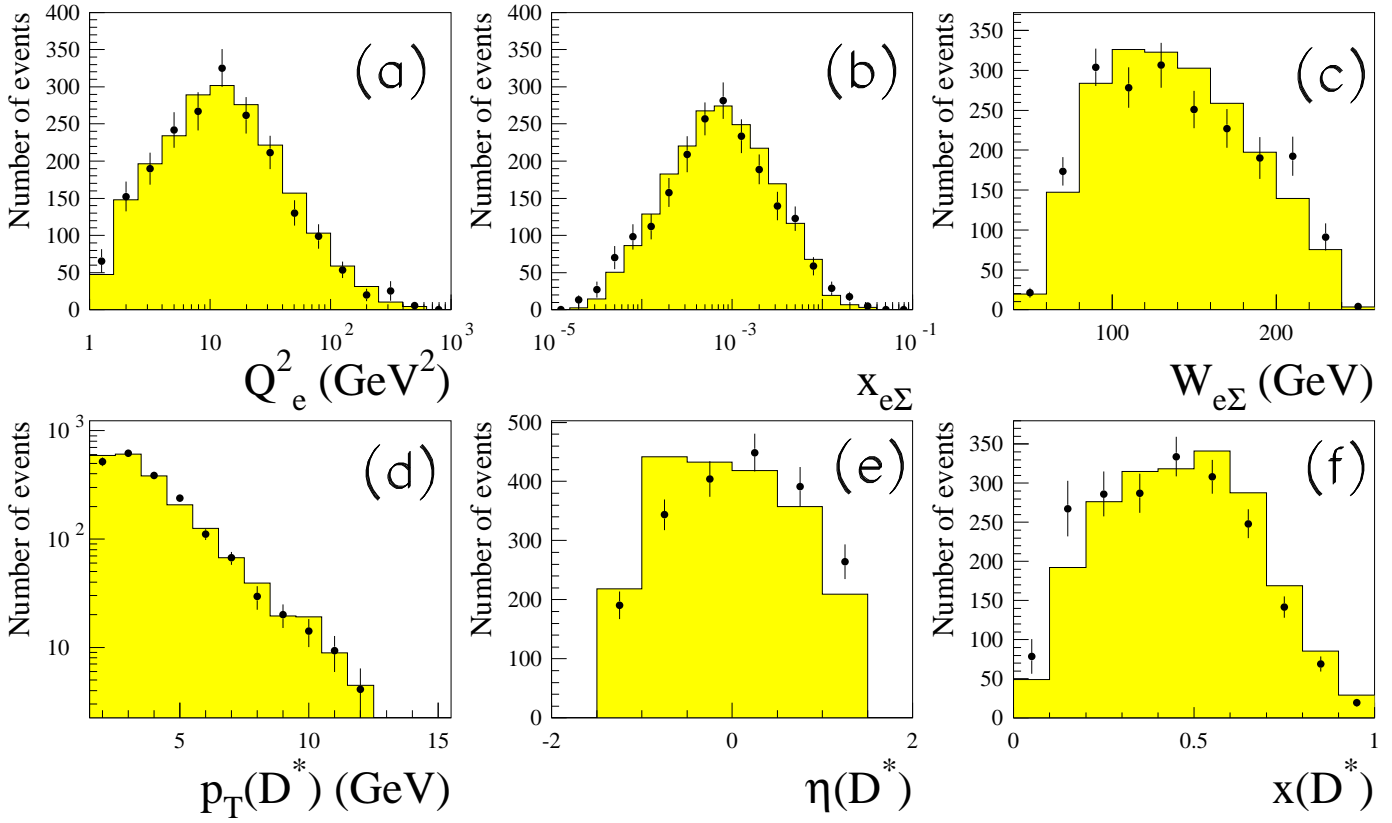 Number of events
400
350
300
250
200
150
100
50
0
(a)
1 10 10^2 10^3
Q^2_e (GeV^2)
Number of events
400
350
300
250
200
150
100
50
0
(b)
10^-5 10^-3 10^-1
x_eΣ
Number of events
350
300
250
200
150
100
50
0
(c)
100 200
W_eΣ (GeV)
Number of events
10^3
10^2
10
(d)
5 10 15
p_T(D^*) (GeV)
Number of events
500
400
300
200
100
0
(e)
-2 0 2
η(D^*)
Number of events
350
300
250
200
150
100
50
0
(f)
0 0.5 1
x(D^*)